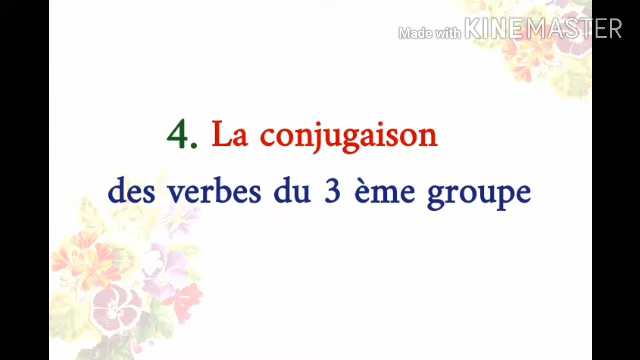 Made with KINEMASTER
4. La conjugaison
des verbes du 3 ème groupe